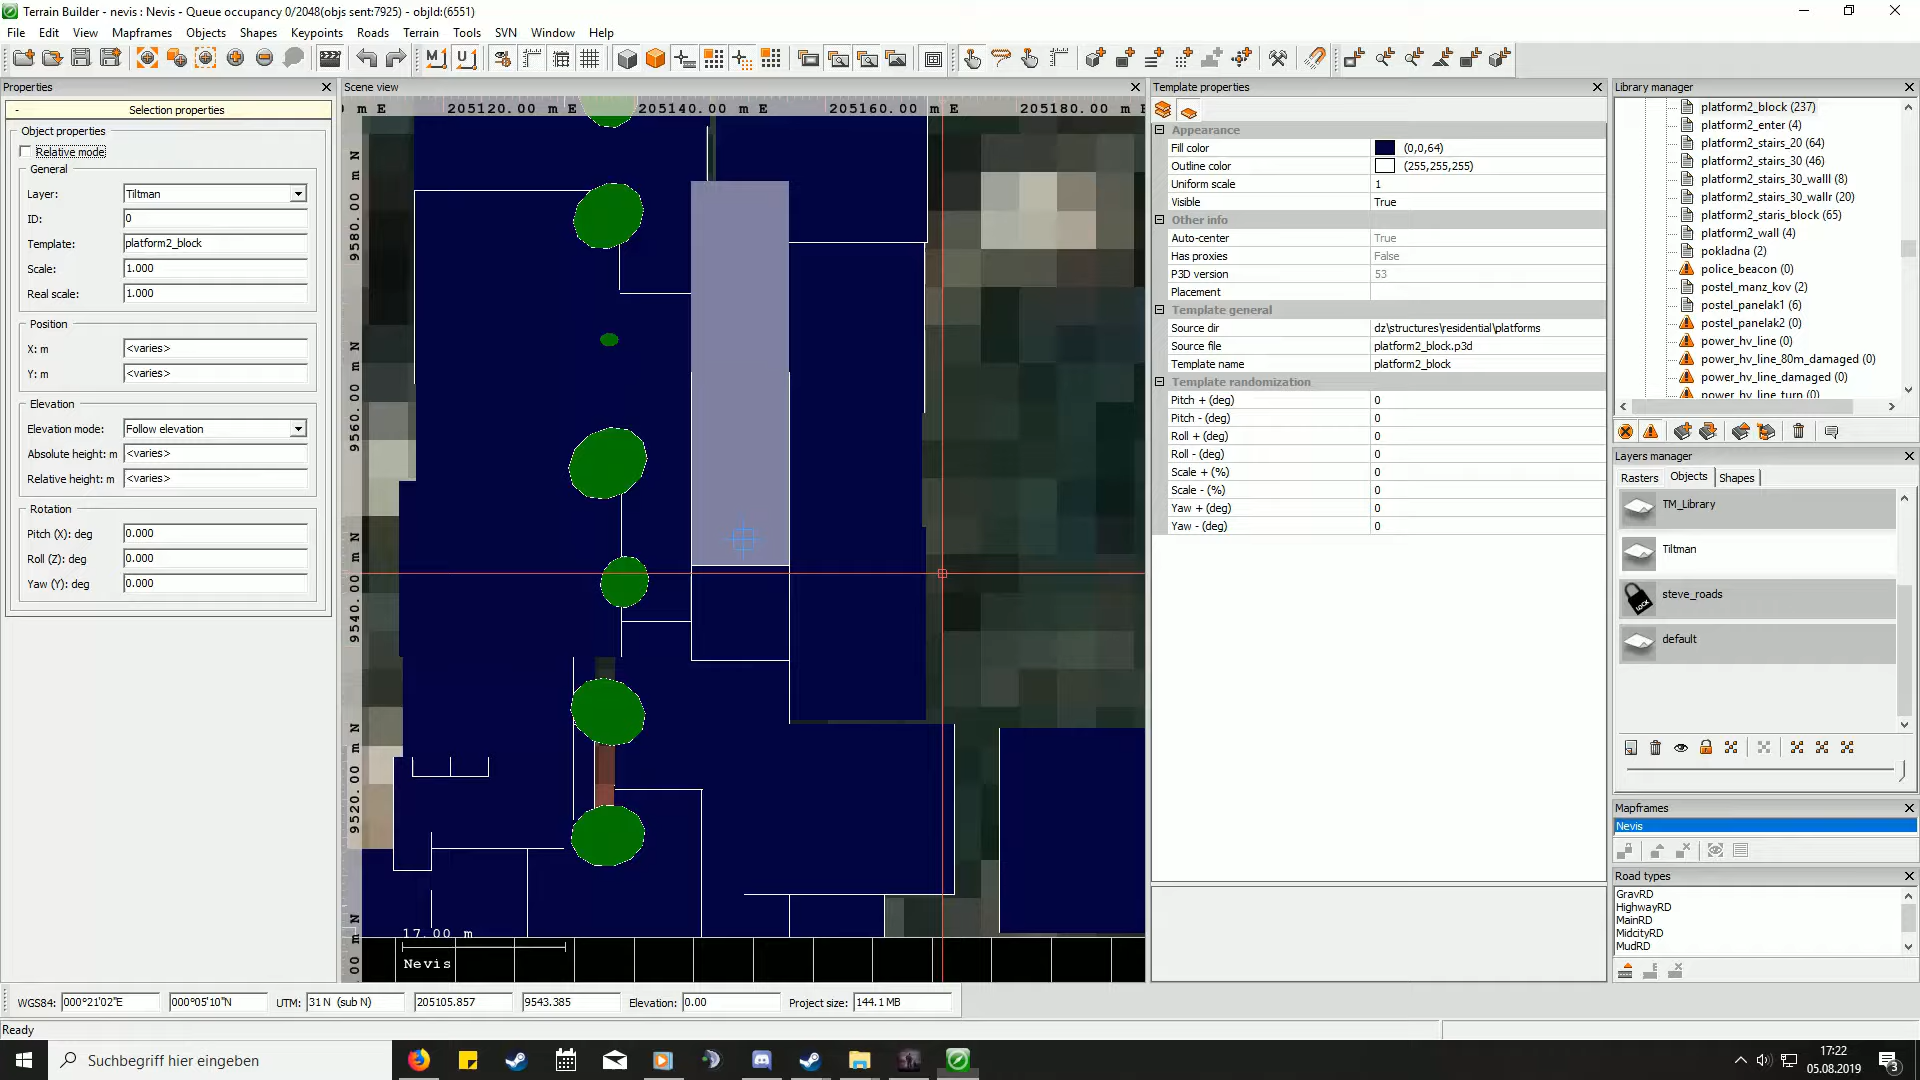 Terrain Builder - nevis : Nevis - Queue occupancy 0/2048(objs sent:7925) - objId:(6551)
File Edit View Mapframes Objects Shapes Keypoints Roads Terrain Tools SVN Window Help
Properties
- Selection properties
Object properties
Relative mode
General
Layer: Tiltman
ID: 0
Template: platform2_block
Scale: 1.000
Real scale: 1.000
Position
X: m <varies>
Y: m <varies>
Elevation
Elevation mode: Follow elevation
Absolute height: m <varies>
Relative height: m <varies>
Rotation
Pitch (X): deg 0.000
Roll (Z): deg 0.000
Yaw (Y): deg 0.000
Scene view
m E 205120.00 m E 205140.00 m E 205160.00 m E 205180.00 m E
9580.00 m N
9560.00 m N
9540.00 m N
9520.00 m N
00 m N
17.00 m
Nevis
Template properties
Appearance
Fill color (0,0,64)
Outline color (255,255,255)
Uniform scale 1
Visible True
Other info
Auto-center True
Has proxies False
P3D version 53
Placement
Template general
Source dir dz\structures\residential\platforms
Source file platform2_block.p3d
Template name platform2_block
Template randomization
Pitch + (deg) 0
Pitch - (deg) 0
Roll + (deg) 0
Roll - (deg) 0
Scale + (%) 0
Scale - (%) 0
Yaw + (deg) 0
Yaw - (deg) 0
Library manager
platform2_block (237)
platform2_enter (4)
platform2_stairs_20 (64)
platform2_stairs_30 (46)
platform2_stairs_30_walll (8)
platform2_stairs_30_wallr (20)
platform2_staris_block (65)
platform2_wall (4)
pokladna (2)
police_beacon (0)
postel_manz_kov (2)
postel_panelak1 (6)
postel_panelak2 (0)
power_hv_line (0)
power_hv_line_80m_damaged (0)
power_hv_line_damaged (0)
power_hv_line_turn (0)
Layers manager
Rasters Objects Shapes
TM_Library
Tiltman
LOCK
steve_roads
default
Mapframes
Nevis
Road types
GravRD
HighwayRD
MainRD
MidcityRD
MudRD
WGS84: 000°21'02"E 000°05'10"N UTM: 31 N (sub N) 205105.857 9543.385 Elevation: 0.00 Project size: 144.1 MB
Ready
Suchbegriff hier eingeben
17:22
05.08.2019
3